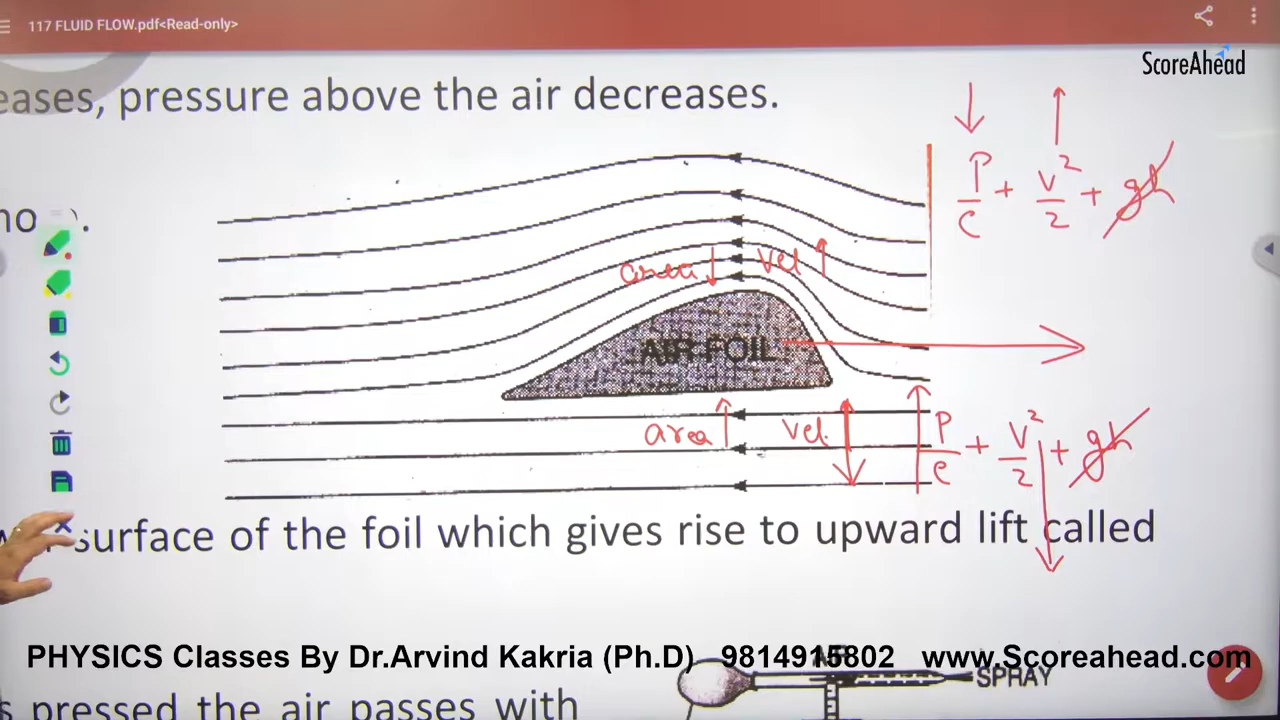 117 FLUID FLOW.pdf<Read-only>
ScoreAhead
eases, pressure above the air decreases.
P/ρ + v²/2 + gh
area ↓ vel ↑
AIR FOIL
area ↑ vel. P/ρ + V²/2 + gh
surface of the foil which gives rise to upward lift called
PHYSICS Classes By Dr.Arvind Kakria (Ph.D) 9814915802 www.Scoreahead.com
SPRAY
s pressed the air passes with